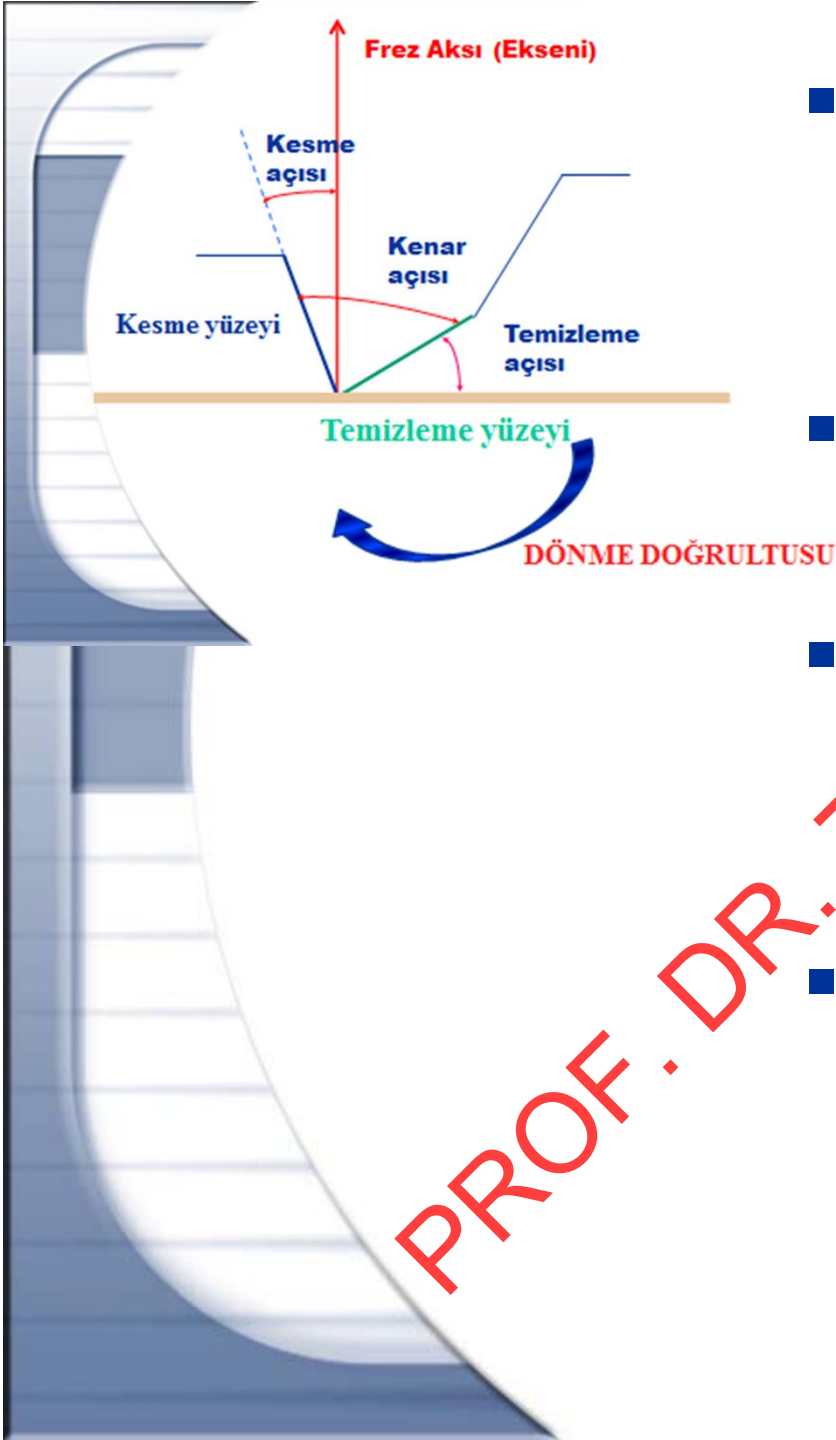 Frez Aksı (Ekseni)
Kesme
açısı
Kenar
açısı
Kesme yüzeyi
Temizleme
açısı
Temizleme yüzeyi
DÖNME DOĞRULTUSU
PROF. DR.